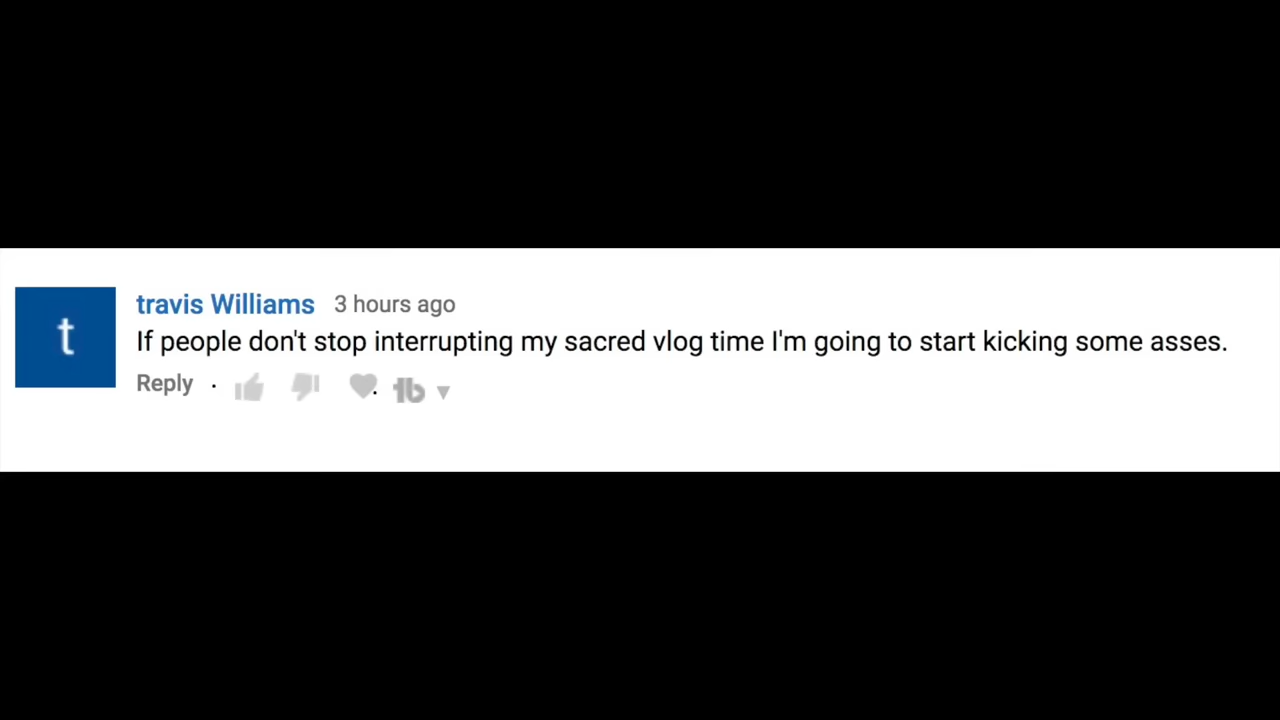 t
travis Williams 3 hours ago
If people don't stop interrupting my sacred vlog time I'm going to start kicking some asses.
Reply · tb ▼